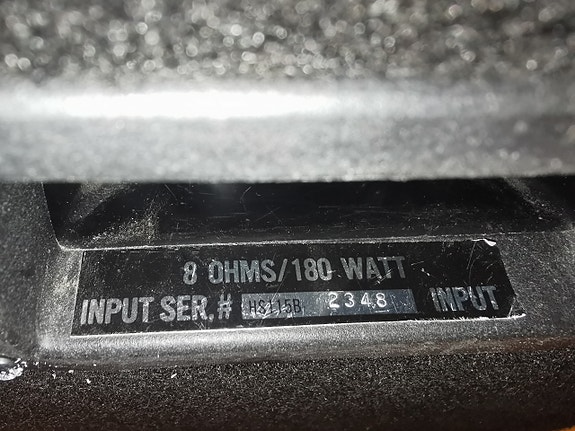 8 OHMS/180 WATT
INPUT SER.# HS115B 2348 INPUT